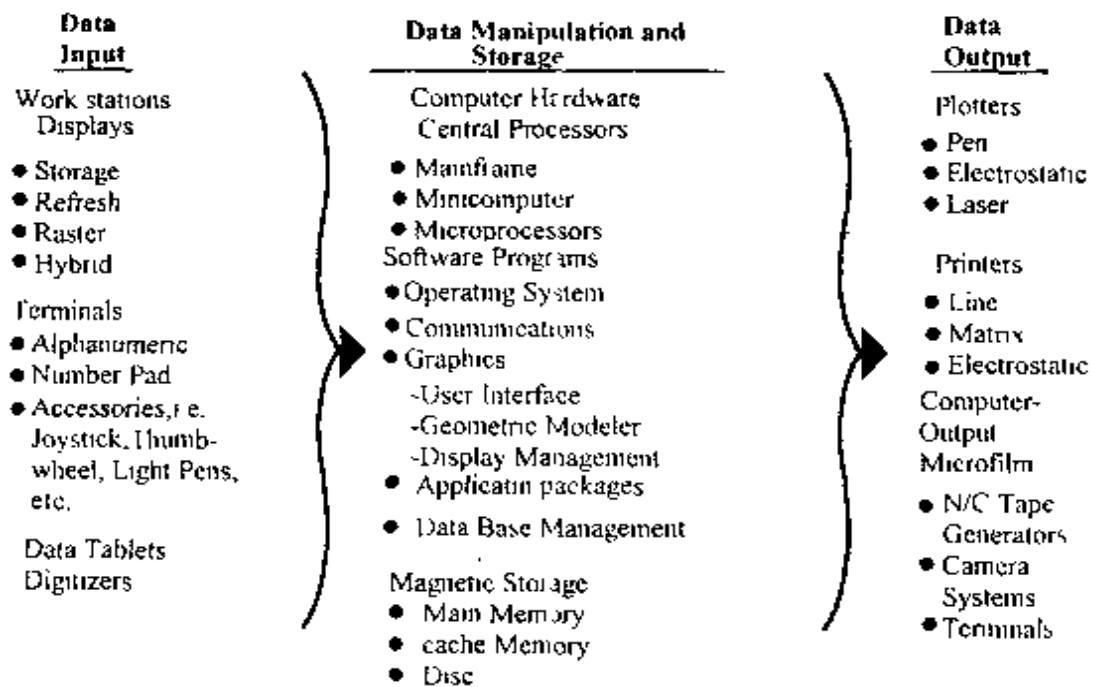 Data
Input
Work stations
Displays
● Storage
● Refresh
● Raster
● Hybrid
Terminals
● Alphanumeric
● Number Pad
● Accessories, i.e.
Joystick, Thumb-
wheel, Light Pens,
etc.
Data Tablets
Digitizers
Data Manipulation and
Storage
Computer Hardware
Central Processors
● Mainframe
● Minicomputer
● Microprocessors
Software Programs
● Operating System
● Communications
● Graphics
-User Interface
-Geometric Modeler
-Display Management
● Applicatin packages
● Data Base Management
Magnetic Storage
● Main Memory
● cache Memory
● Disc
Data
Output
Plotters
● Pen
● Electrostatic
● Laser
Printers
● Line
● Matrix
● Electrostatic
Computer-
Output
Microfilm
● N/C Tape
Generators
● Camera
Systems
● Terminals